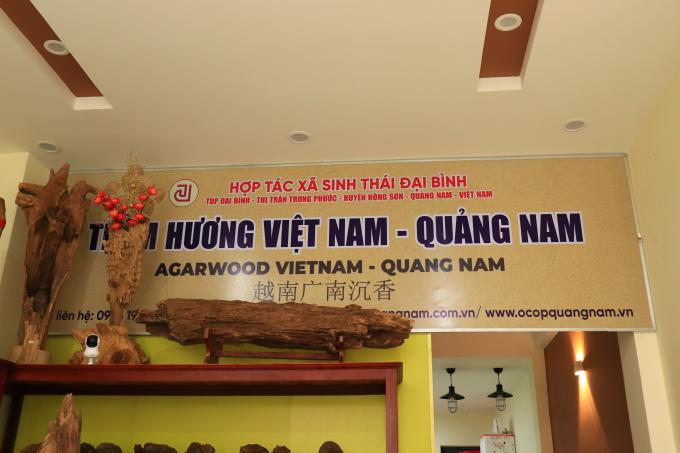 HỢP TÁC XÃ SINH THÁI ĐẠI BÌNH
TDP ĐẠI BÌNH - THỊ TRẤN TRUNG PHƯỚC - HUYỆN NÔNG SƠN - QUẢNG NAM - VIỆT NAM
HƯƠNG VIỆT NAM - QUẢNG NAM
AGARWOOD VIETNAM - QUANG NAM
越南广南沉香
liên hệ: www.ocopquangnam.vn